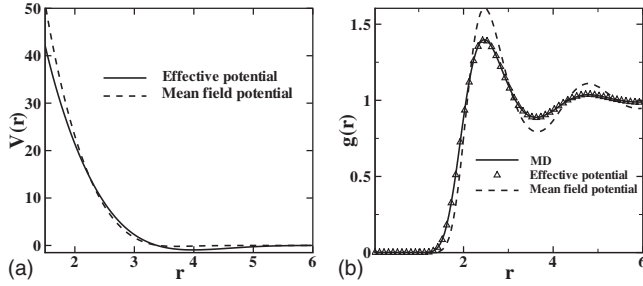 50
40
30
20
10
0
V(r)
Effective potential
Mean field potential
2
3
4
5
6
(a)
r
1.5
1
0.5
0
g(r)
MD
Effective potential
Mean field potential
2
4
6
(b)
r